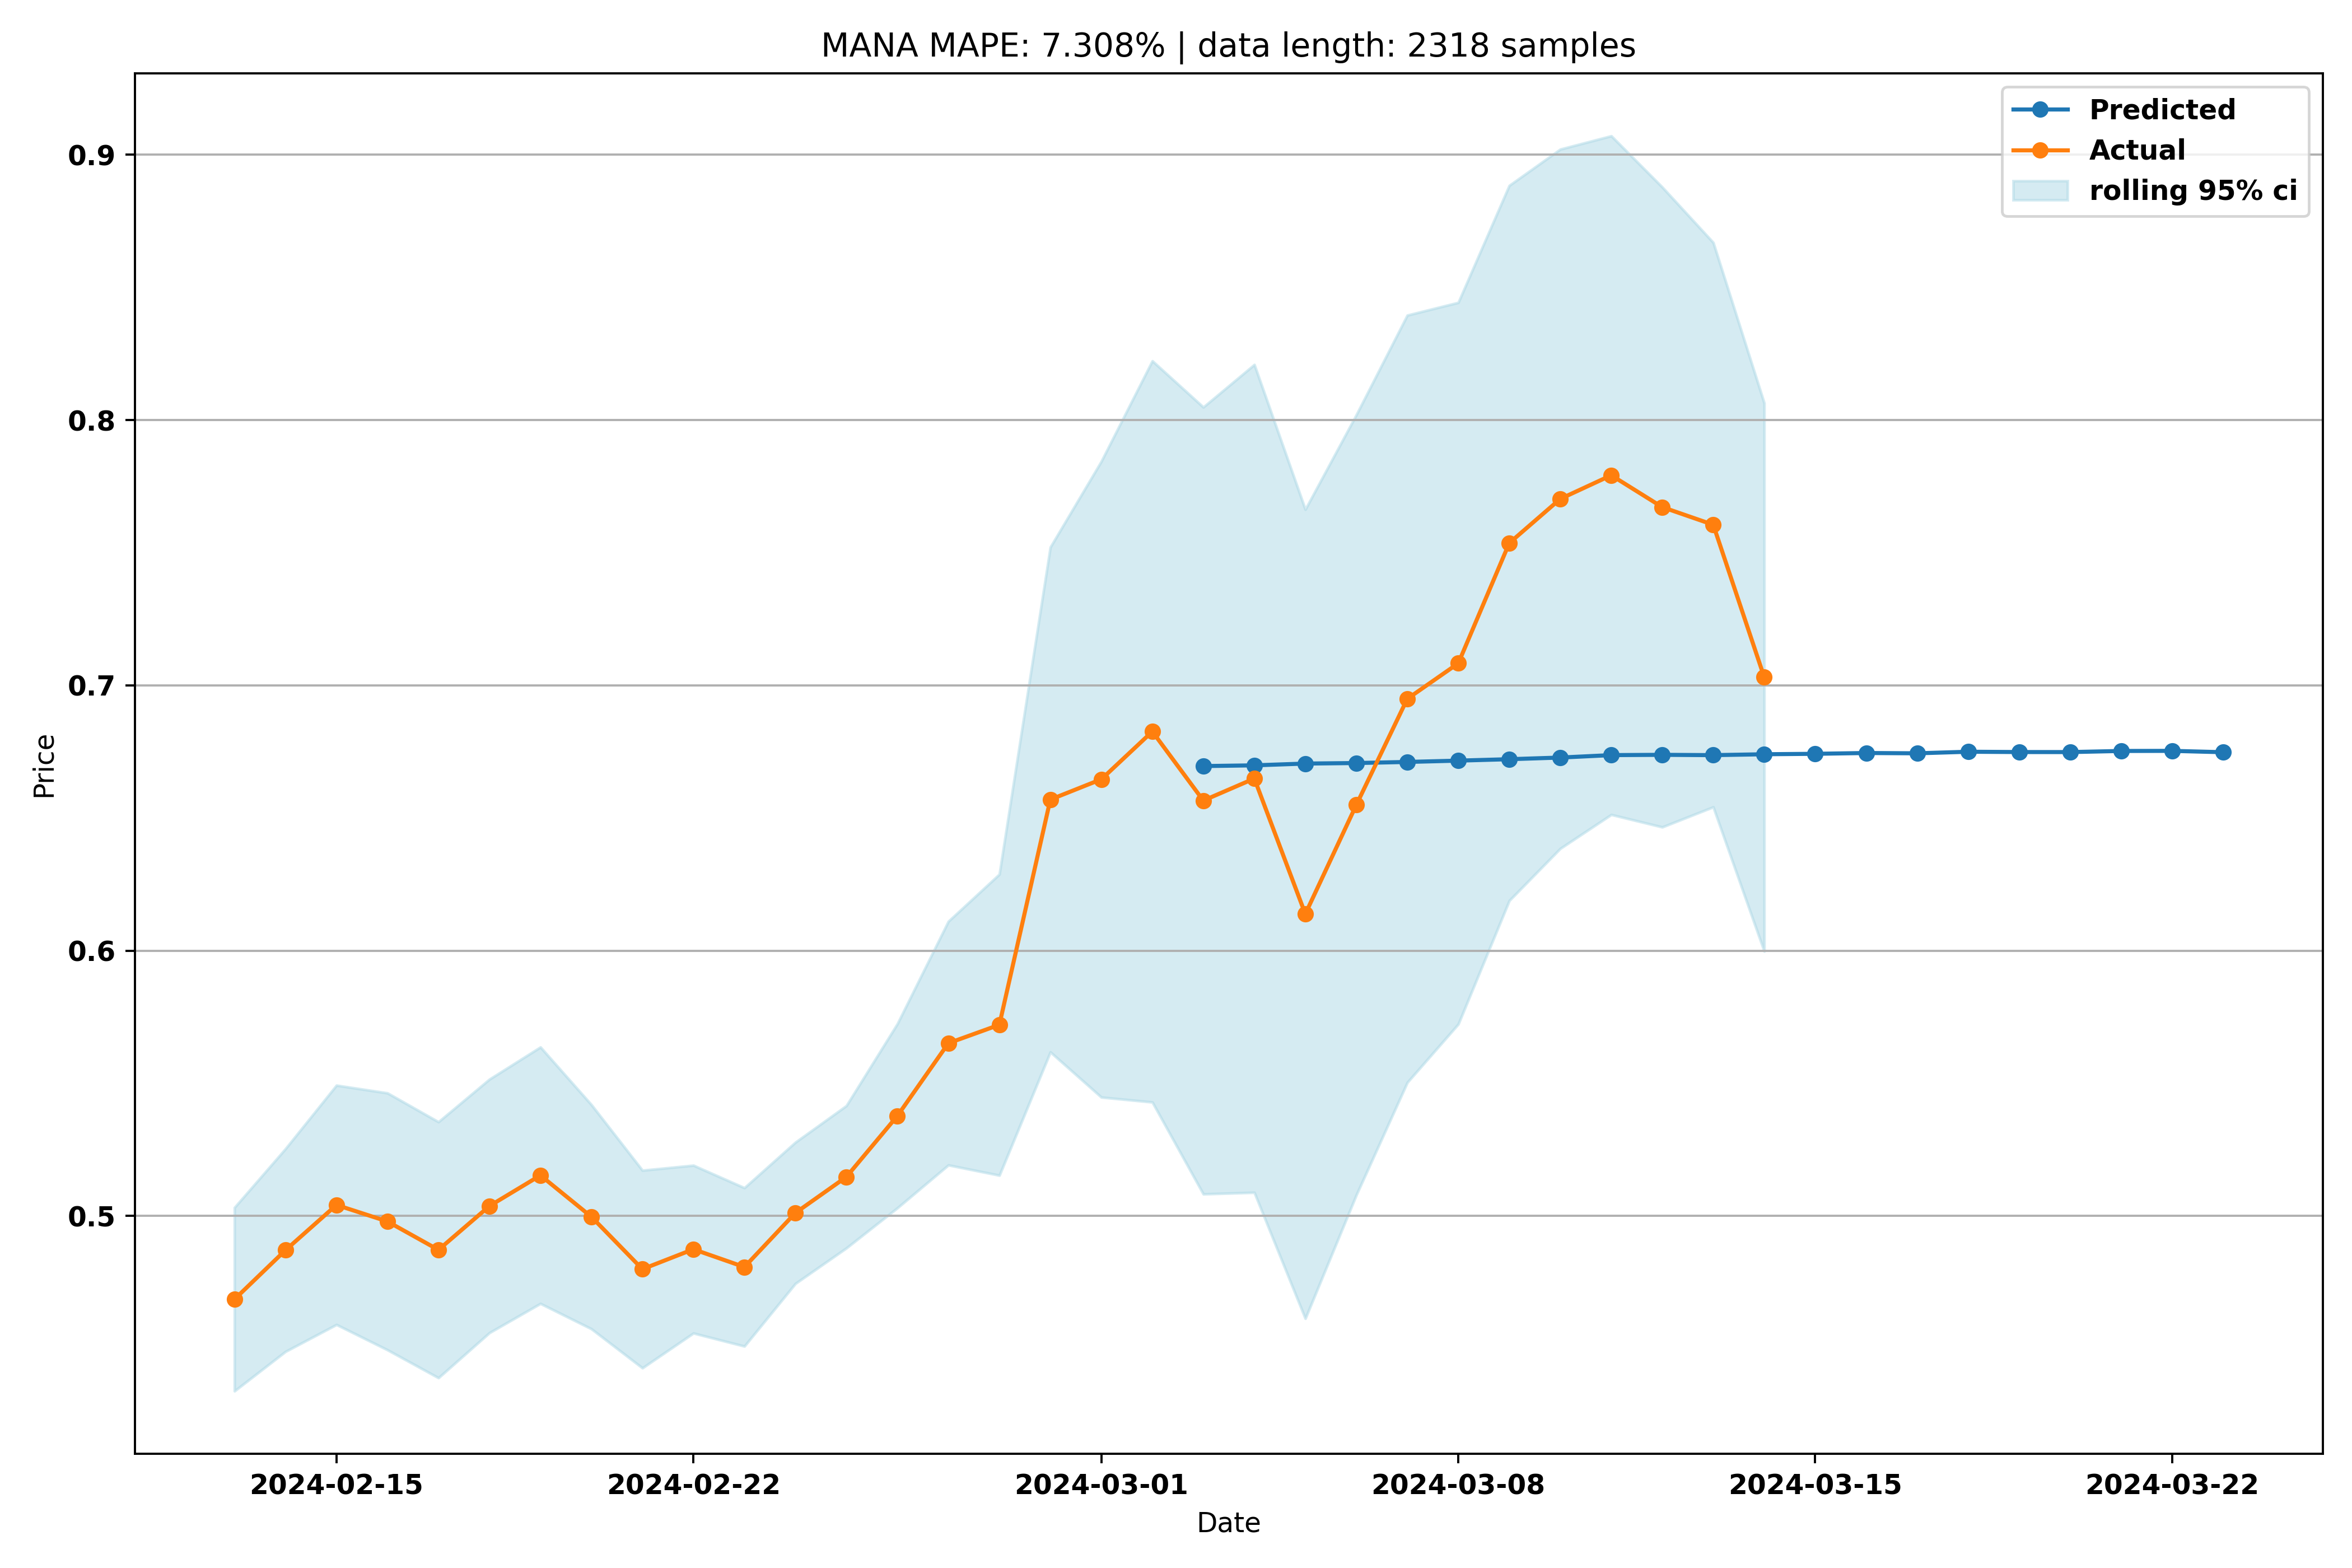 MANA MAPE: 7.308% | data length: 2318 samples
Predicted
Actual
rolling 95% ci
0.9
0.8
0.7
0.6
0.5
Price
2024-02-15 2024-02-22 2024-03-01 2024-03-08 2024-03-15 2024-03-22
Date